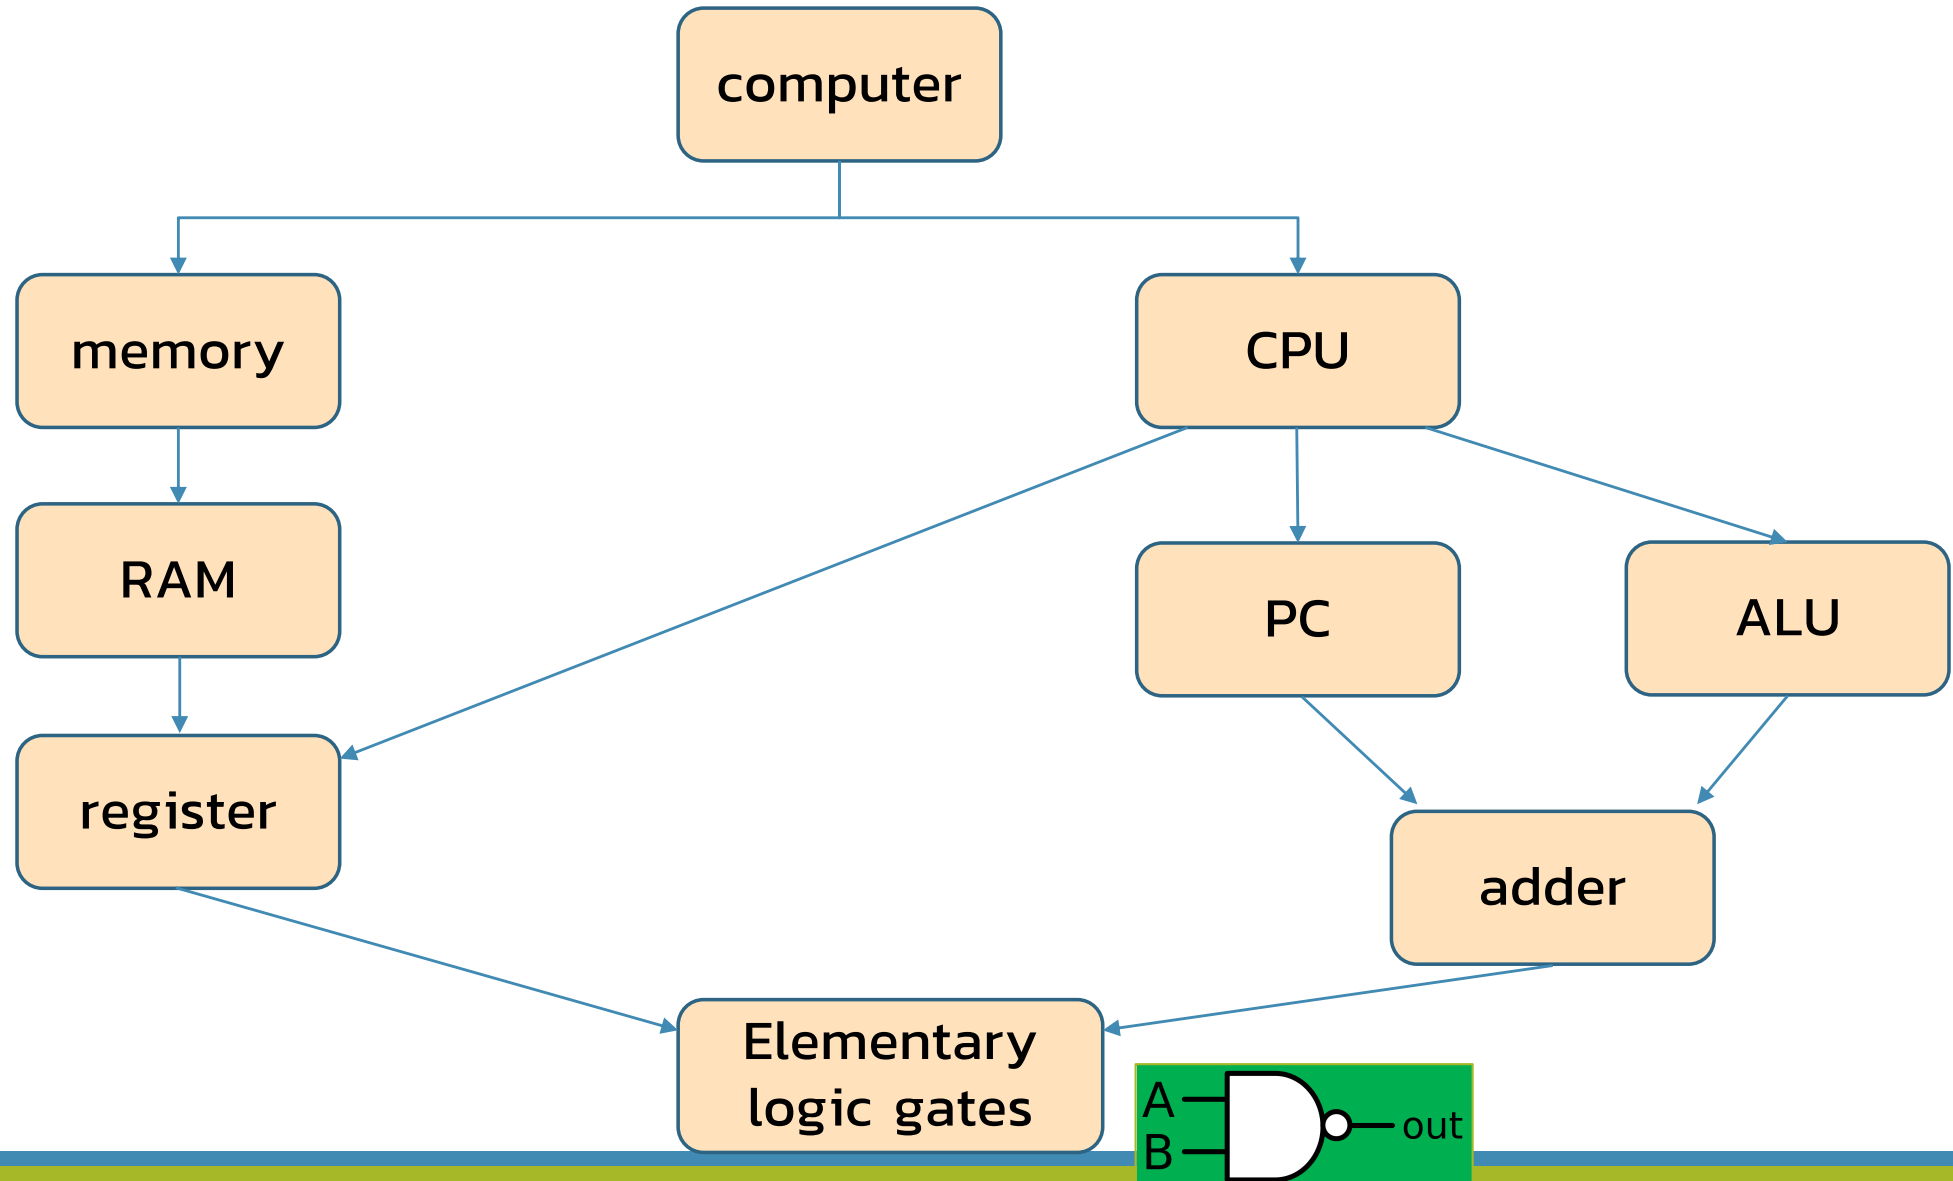 computer
memory
CPU
RAM
PC
ALU
register
adder
Elementary
logic gates
A
B
out